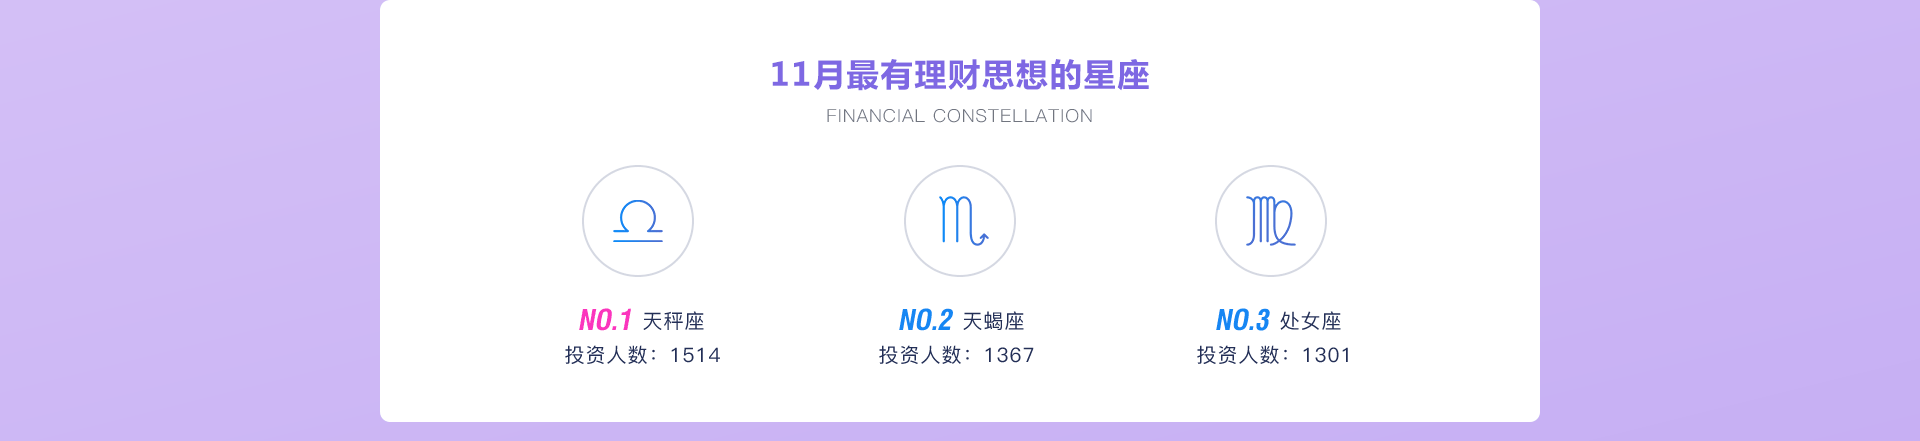 11月最有理财思想的星座
FINANCIAL CONSTELLATION
NO.1 天秤座
投资人数：1514
NO.2 天蝎座
投资人数：1367
NO.3 处女座
投资人数：1301